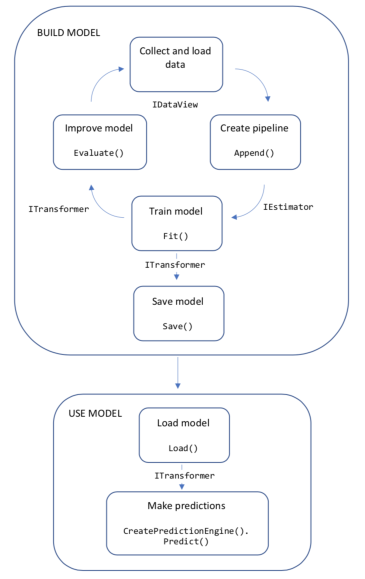 BUILD MODEL
Collect and load
data
IDataView
Improve model
Evaluate()
Create pipeline
Append()
ITransformer
IEstimator
Train model
Fit()
ITransformer
Save model
Save()
USE MODEL
Load model
Load()
ITransformer
Make predictions
CreatePredictionEngine().
Predict()